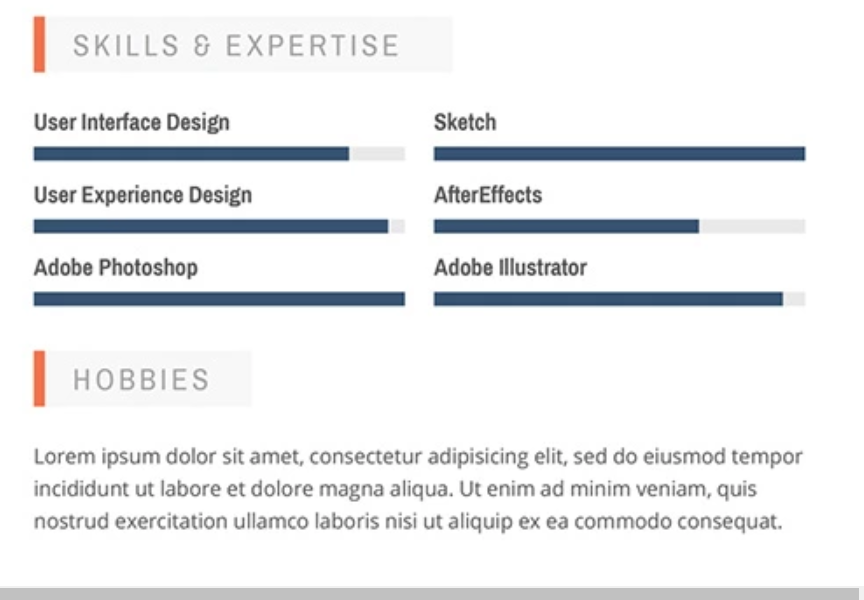 SKILLS & EXPERTISE
User Interface Design
Sketch
User Experience Design
AfterEffects
Adobe Photoshop
Adobe Illustrator
HOBBIES
Lorem ipsum dolor sit amet, consectetur adipisicing elit, sed do eiusmod tempor
incididunt ut labore et dolore magna aliqua. Ut enim ad minim veniam, quis
nostrud exercitation ullamco laboris nisi ut aliquip ex ea commodo consequat.